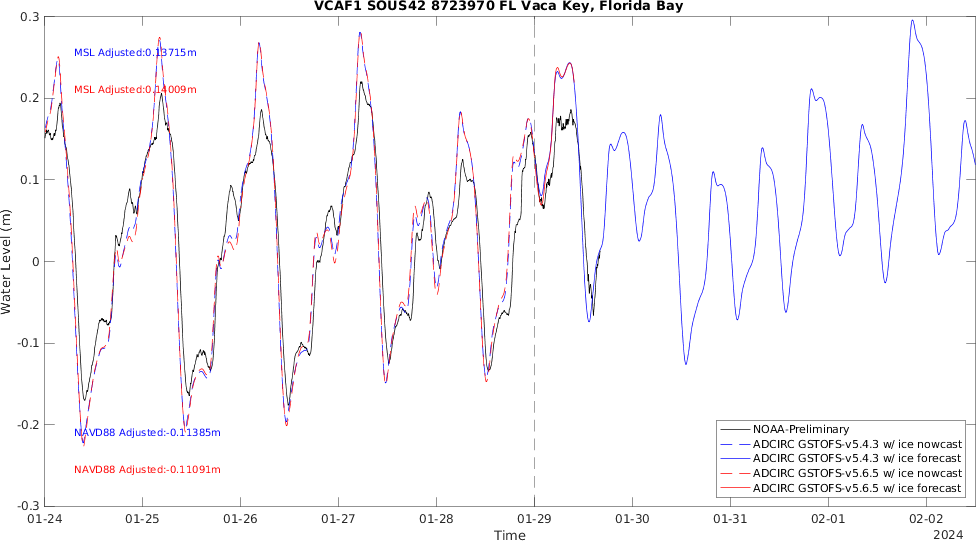 VCAF1 SOUS42 8723970 FL Vaca Key, Florida Bay
0.3
MSL Adjusted:0.13715m
0.2
MSL Adjusted:0.14009m
0.1
Water Level (m)
0
-0.1
-0.2
NAVD88 Adjusted:-0.11385m
NAVD88 Adjusted:-0.11091m
-0.3
NOAA-Preliminary
ADCIRC GSTOFS-v5.4.3 w/ ice nowcast
ADCIRC GSTOFS-v5.4.3 w/ ice forecast
ADCIRC GSTOFS-v5.6.5 w/ ice nowcast
ADCIRC GSTOFS-v5.6.5 w/ ice forecast
01-24 01-25 01-26 01-27 01-28 01-29 01-30 01-31 02-01 02-02
Time
2024